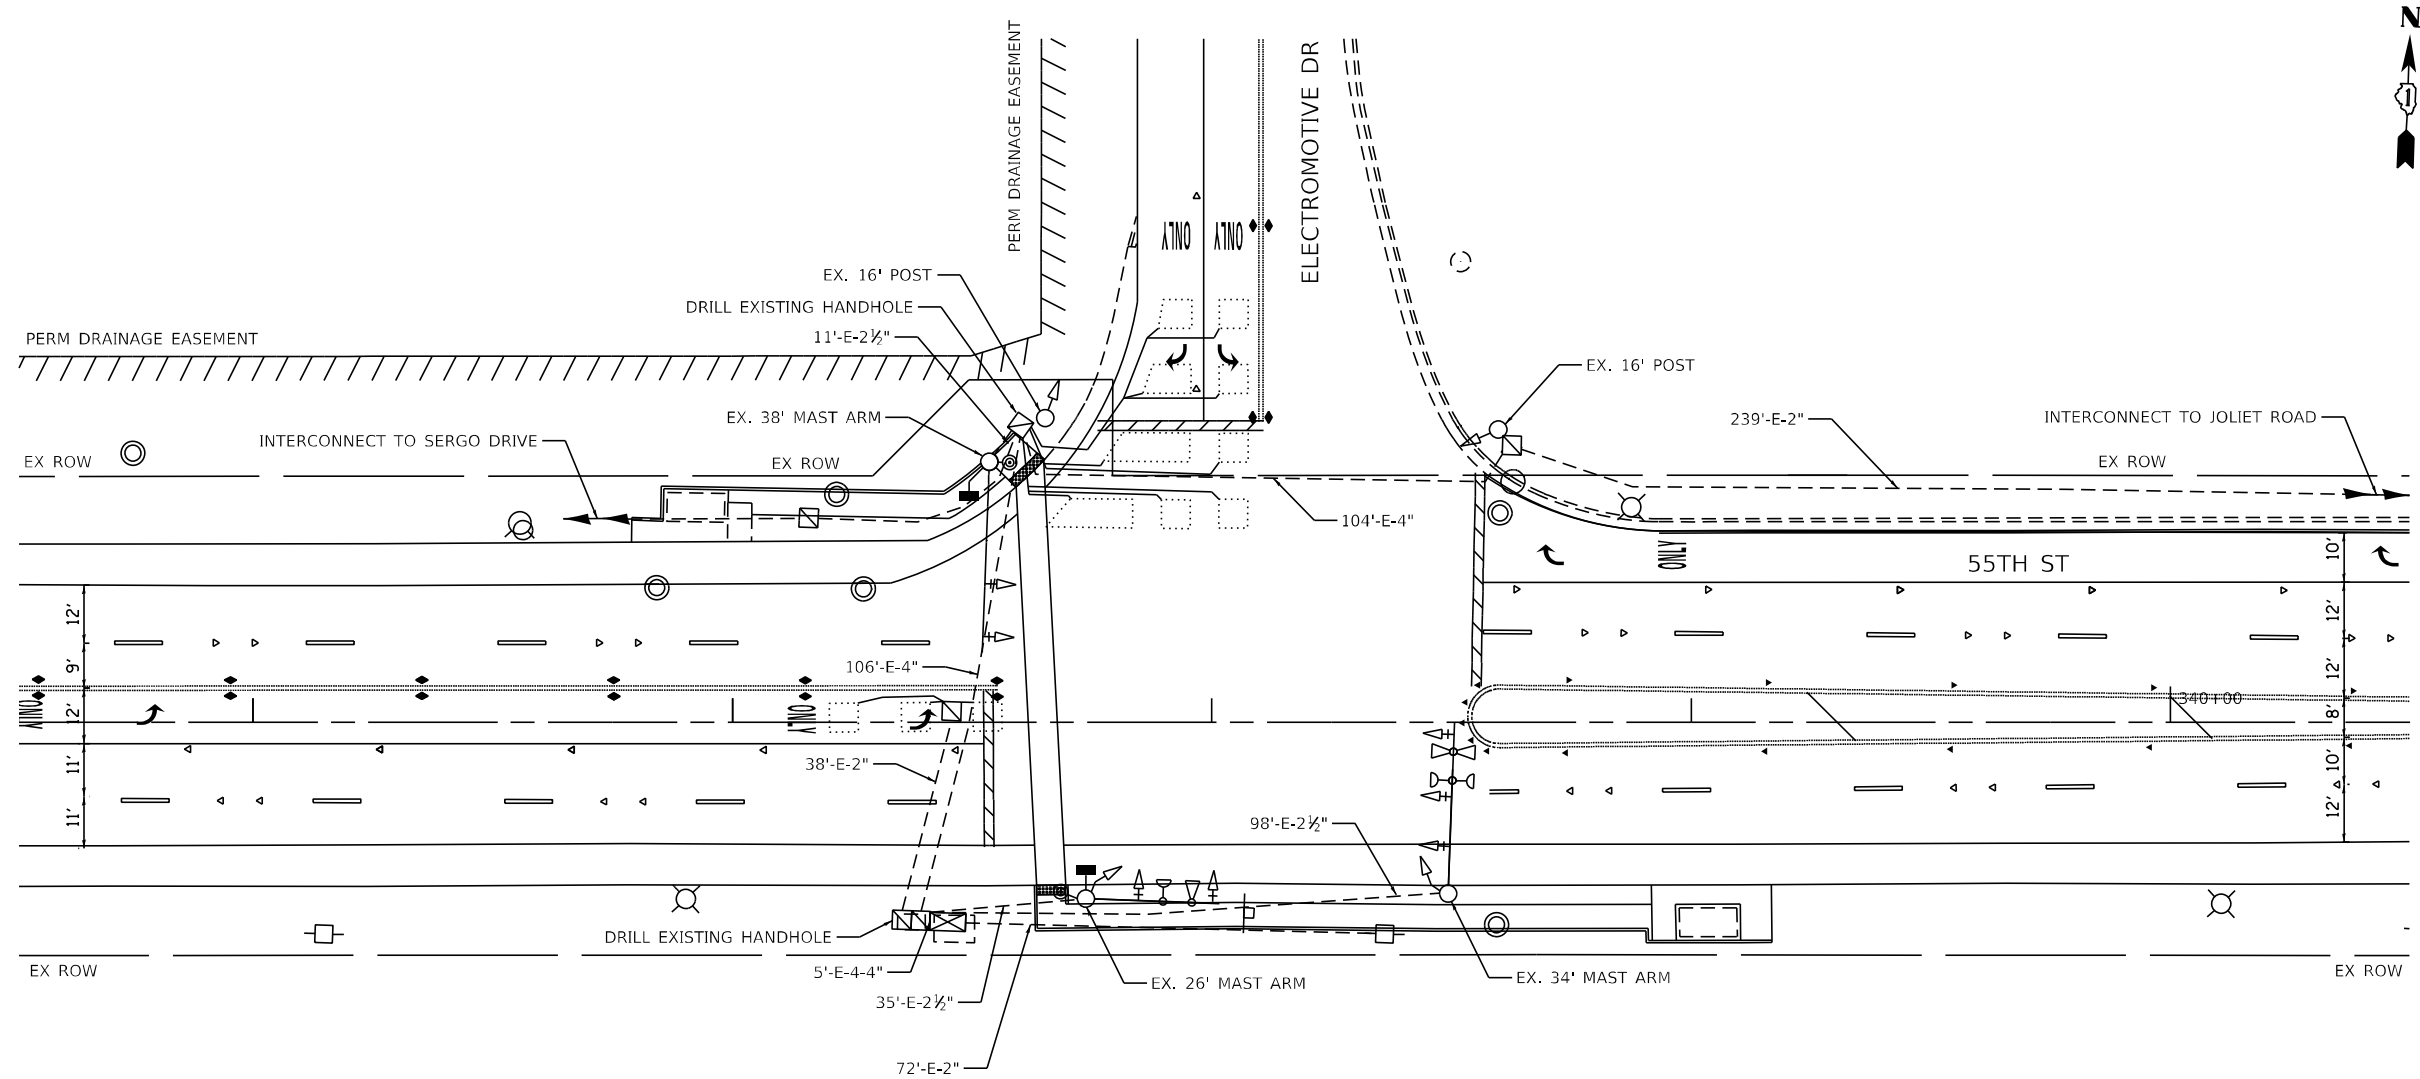 N
1
PERM DRAINAGE EASEMENT
ELECTROMOTIVE DR
ONLY
ONLY
EX. 16' POST
DRILL EXISTING HANDHOLE
11'-E-2½"
PERM DRAINAGE EASEMENT
EX. 16' POST
EX. 38' MAST ARM
239'-E-2"
INTERCONNECT TO JOLIET ROAD
INTERCONNECT TO SERGO DRIVE
EX ROW
EX ROW
EX ROW
104'-E-4"
ONLY
55TH ST
10'
12'
12'
8'
10'
12'
12'
9'
12'
11'
11'
106'-E-4"
340+00
ONLY
ONLY
38'-E-2"
98'-E-2½"
DRILL EXISTING HANDHOLE
5'-E-4-4"
35'-E-2½"
72'-E-2"
EX. 26' MAST ARM
EX. 34' MAST ARM
EX ROW
EX ROW